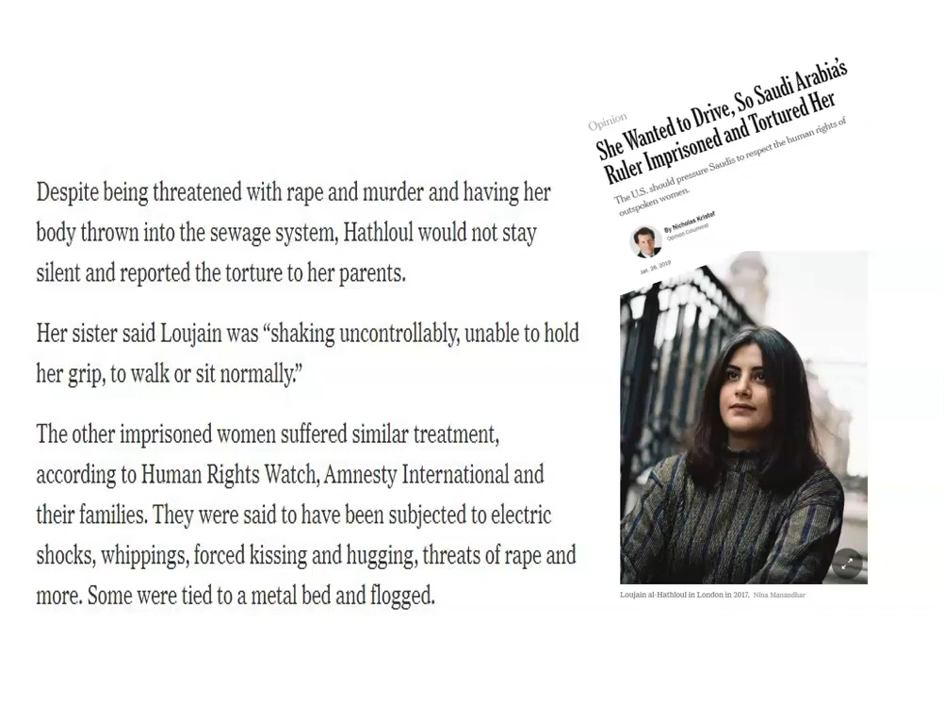 Despite being threatened with rape and murder and having her
body thrown into the sewage system, Hathloul would not stay
silent and reported the torture to her parents.
Her sister said Loujain was “shaking uncontrollably, unable to hold
her grip, to walk or sit normally.”
The other imprisoned women suffered similar treatment,
according to Human Rights Watch, Amnesty International and
their families. They were said to have been subjected to electric
shocks, whippings, forced kissing and hugging, threats of rape and
more. Some were tied to a metal bed and flogged.
Opinion
She Wanted to Drive, So Saudi Arabia’s
Ruler Imprisoned and Tortured Her
The U.S. should pressure Saudis to respect the human rights of
outspoken women.
By Nicholas Kristof
Opinion Columnist
Jan. 26, 2019
Loujain al-Hathloul in London in 2017. Nina Manandhar